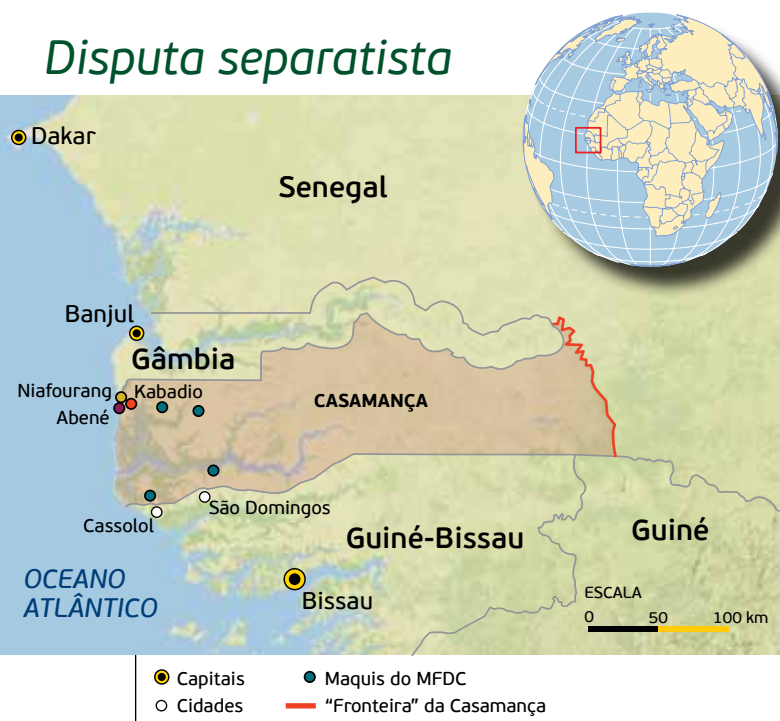 Disputa separatista
Dakar
Senegal
Banjul
Gâmbia
Niafourang
Kabadio
Abené
CASAMANÇA
São Domingos
Cassolol
Guiné-Bissau
Guiné
OCEANO
ATLÂNTICO
Bissau
ESCALA
0 50 100 km
Capitais
Maquis do MFDC
Cidades
“Fronteira” da Casamança